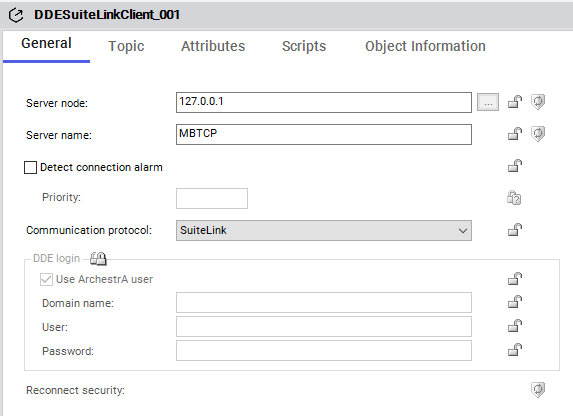 DDESuiteLinkClient_001
General Topic Attributes Scripts Object Information
Server node: 127.0.0.1 ...
Server name: MBTCP
Detect connection alarm
Priority:
Communication protocol: SuiteLink
DDE login
Use ArchestrA user
Domain name:
User:
Password:
Reconnect security: